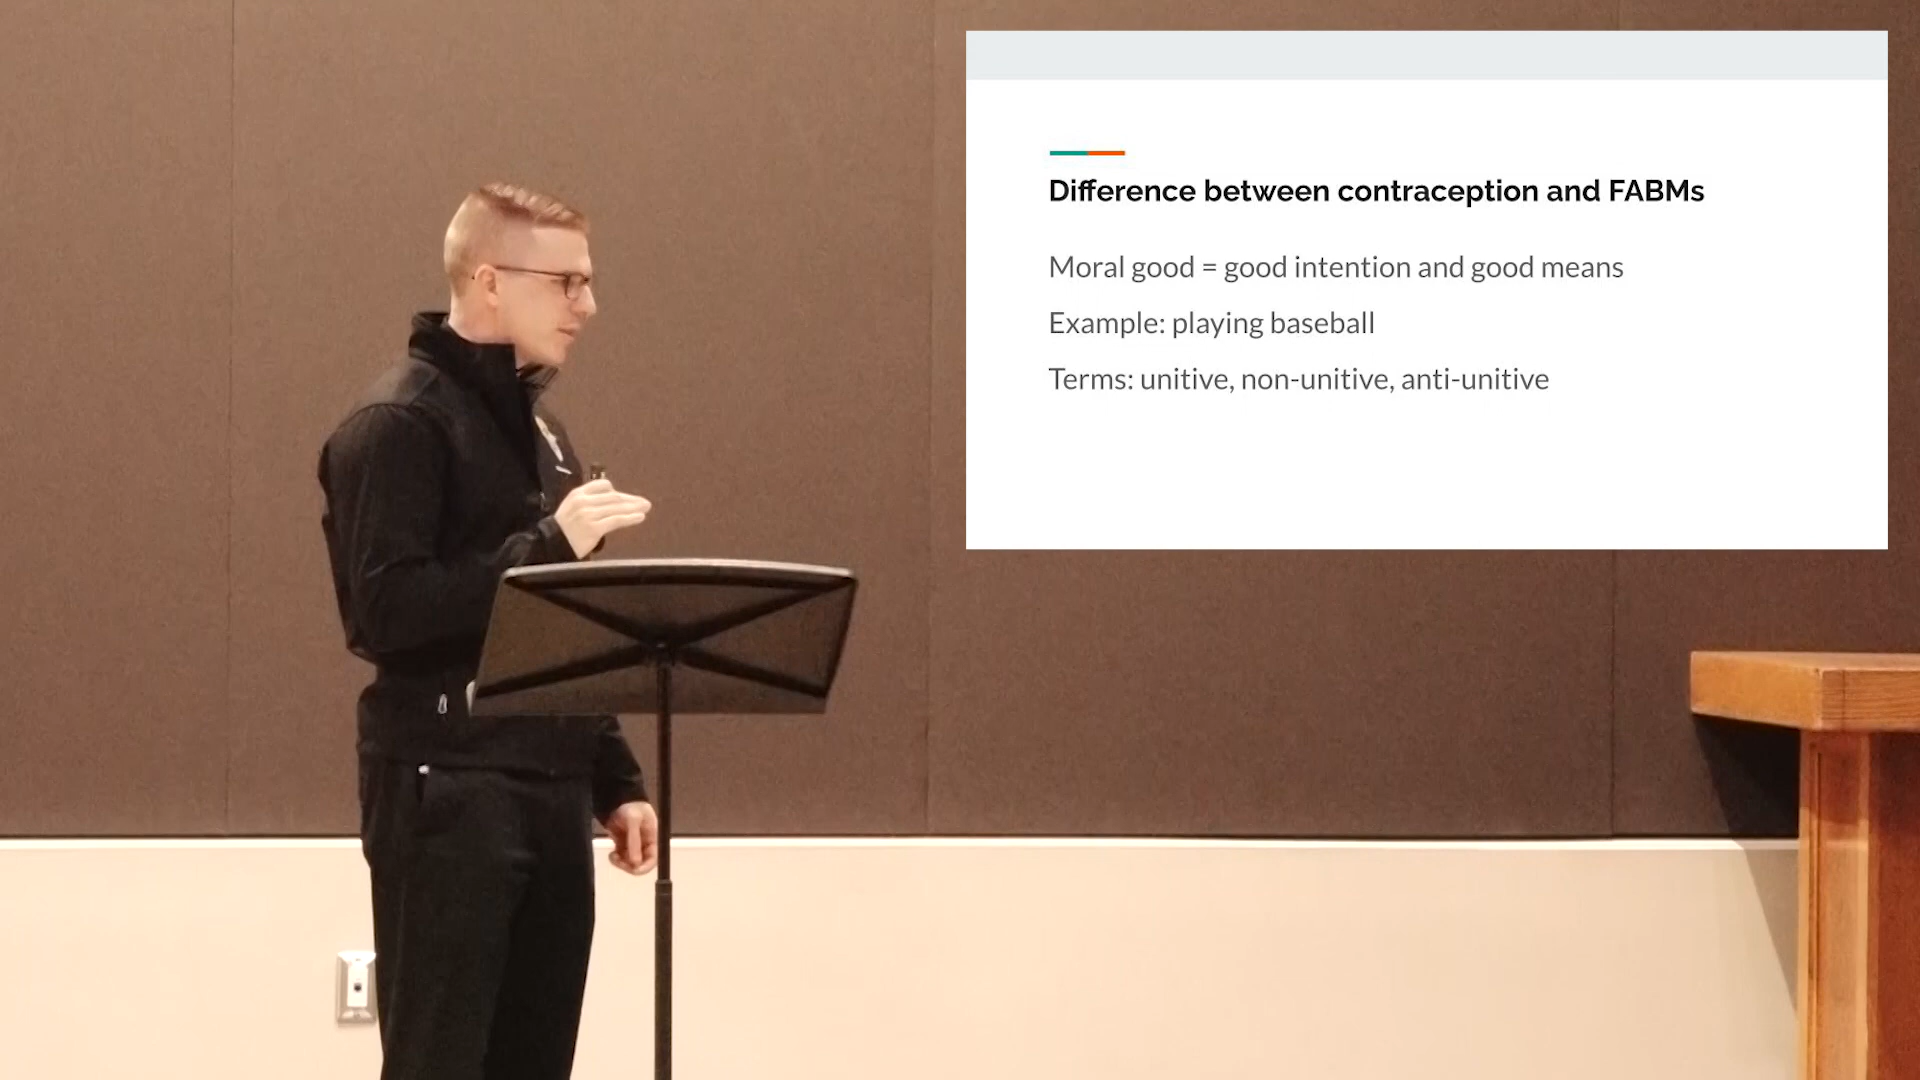 Difference between contraception and FABMs
Moral good = good intention and good means
Example: playing baseball
Terms: unitive, non-unitive, anti-unitive